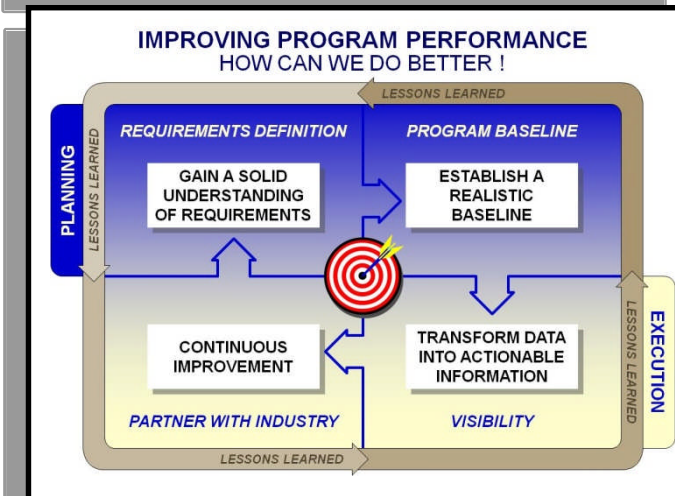 IMPROVING PROGRAM PERFORMANCE
HOW CAN WE DO BETTER !
LESSONS LEARNED
PLANNING
LESSONS LEARNED
REQUIREMENTS DEFINITION
GAIN A SOLID
UNDERSTANDING
OF REQUIREMENTS
PROGRAM BASELINE
ESTABLISH A
REALISTIC
BASELINE
CONTINUOUS
IMPROVEMENT
PARTNER WITH INDUSTRY
TRANSFORM DATA
INTO ACTIONABLE
INFORMATION
VISIBILITY
LESSONS LEARNED
EXECUTION
LESSONS LEARNED